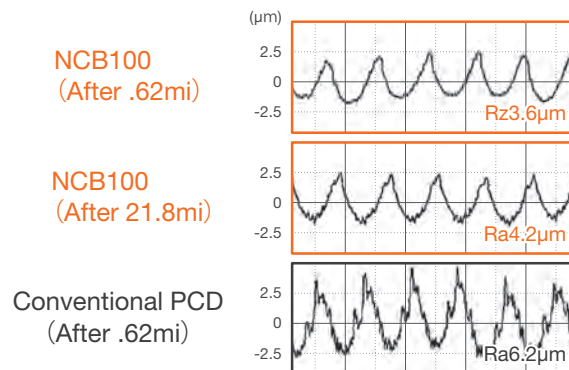 (μm)
NCB100
（After .62mi）
2.5
0
-2.5
Rz3.6μm
NCB100
（After 21.8mi）
2.5
0
-2.5
Ra4.2μm
Conventional PCD
（After .62mi）
2.5
0
-2.5
Ra6.2μm